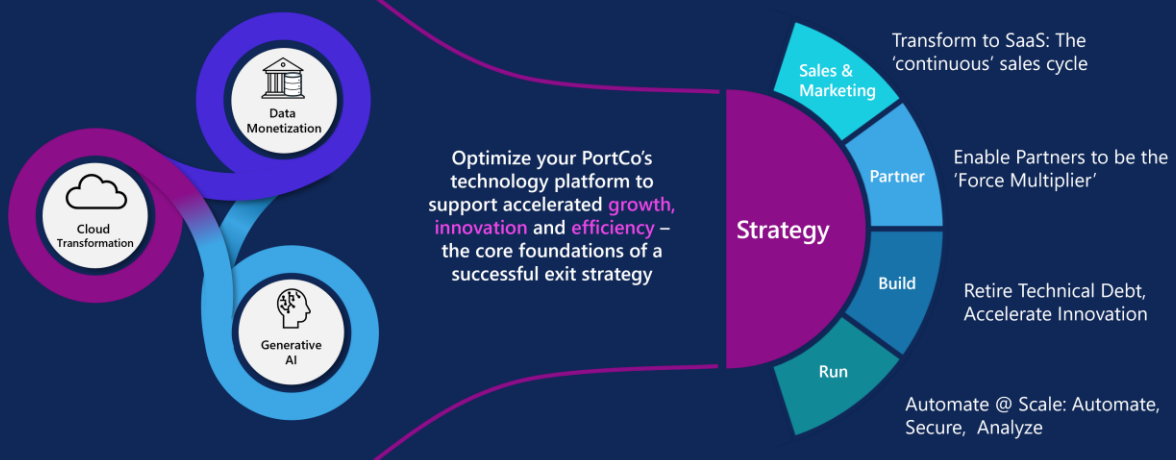 Data
Monetization
Cloud
Transformation
Generative
AI
Optimize your PortCo's
technology platform to
support accelerated growth,
innovation and efficiency –
the core foundations of a
successful exit strategy
Strategy
Sales &
Marketing
Transform to SaaS: The
'continuous' sales cycle
Partner
Enable Partners to be the
'Force Multiplier'
Build
Retire Technical Debt,
Accelerate Innovation
Run
Automate @ Scale: Automate,
Secure, Analyze